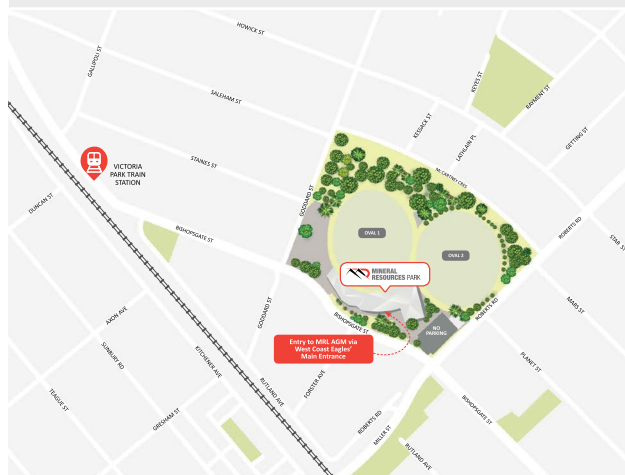 HOWICK ST
GALLIPOLI ST
KEYES ST
RAYMENT ST
SALEHAM ST
KESSACK ST
GETTING ST
LATHLAIN PL
STAINES ST
VICTORIA
PARK TRAIN
STATION
McCARTNEY CRES
GODDARD ST
DUNCAN ST
BISHOPSGATE ST
ROBERTS RD
OVAL 1
STAR ST
OVAL 2
MINERAL
RESOURCES PARK
MARS ST
ROBERTS RD
AXON AVE
GODDARD ST
BISHOPSGATE ST
NO
PARKING
SUNBURY RD
KITCHENER AVE
Entry to MRL AGM via
West Coast Eagles'
Main Entrance
PLANET ST
RUTLAND AVE
FORSTER AVE
TEAGUE ST
GRESHAM ST
ROBERTS RD
BISHOPSGATE ST
MILLER ST
RUTLAND AVE